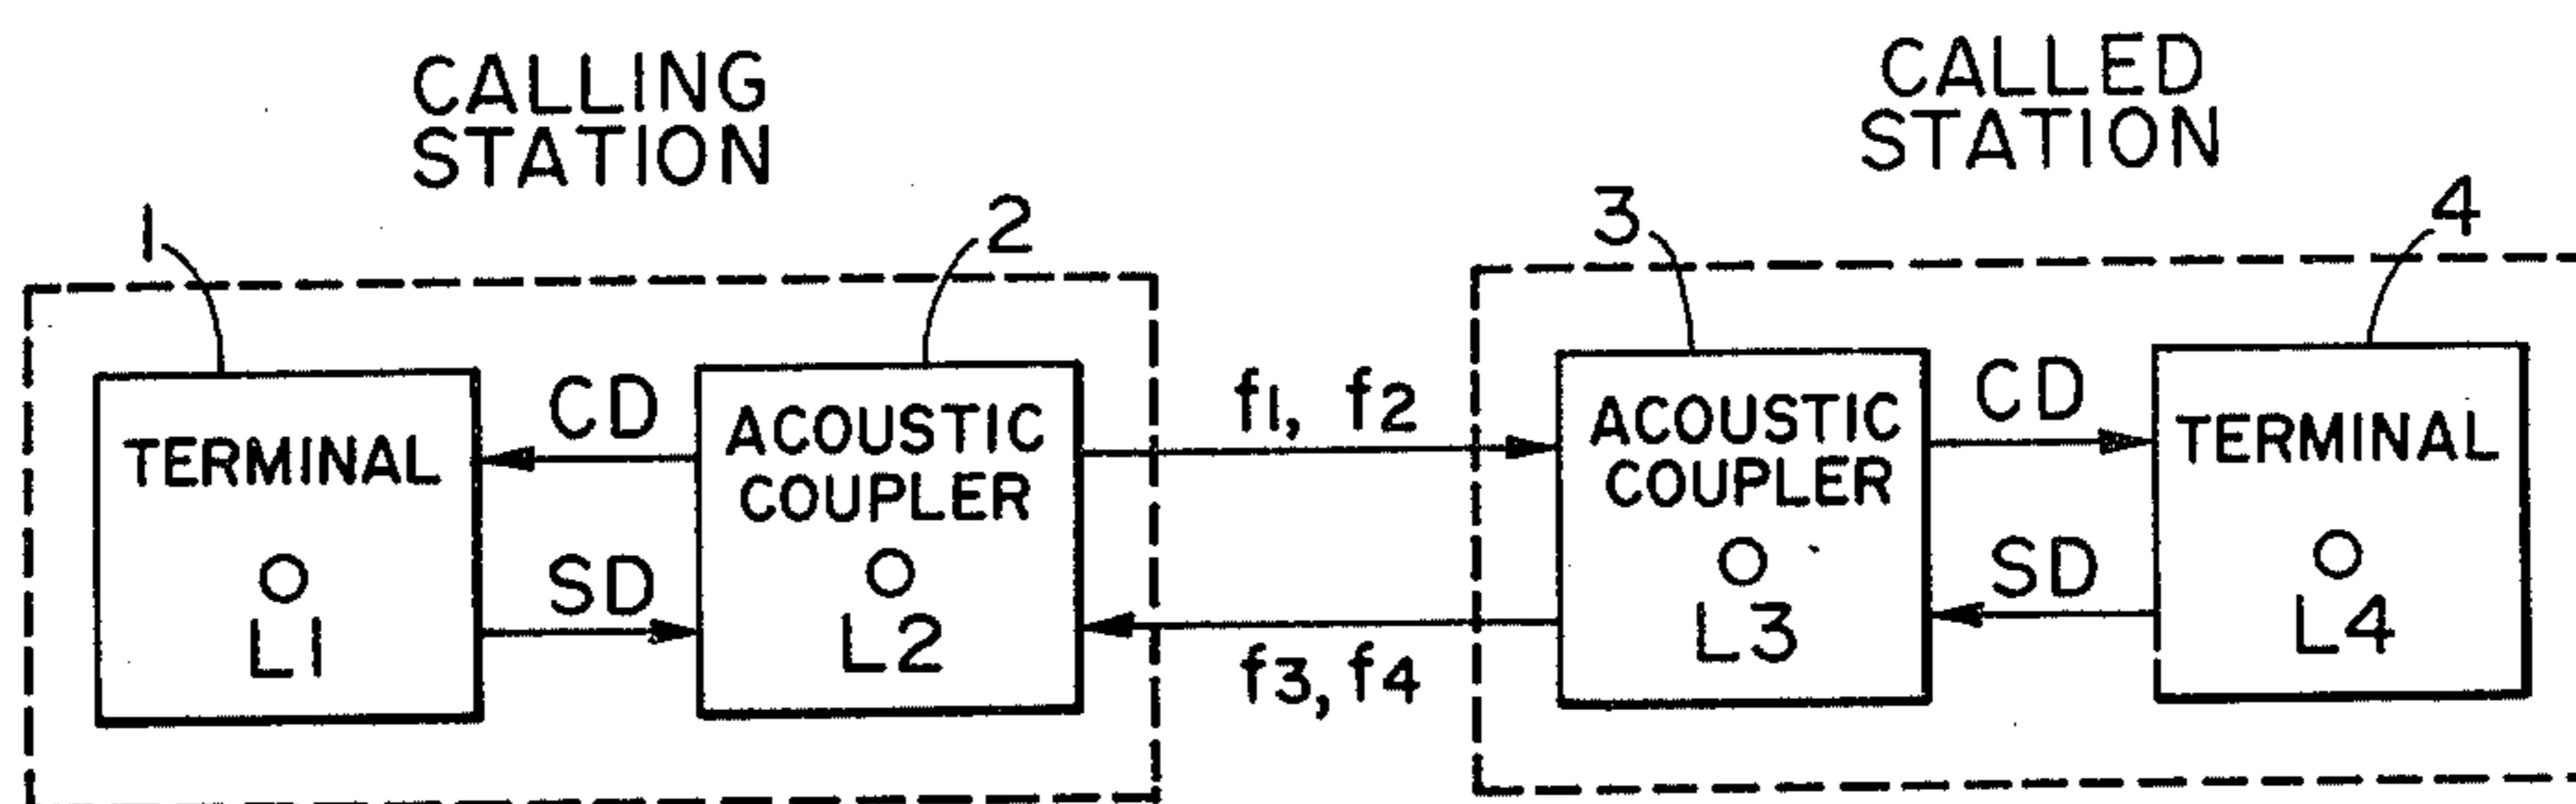 CALLING
STATION
CALLED
STATION
1
2
3
4
TERMINAL
L1
CD
SD
ACOUSTIC
COUPLER
L2
f1, f2
f3, f4
ACOUSTIC
COUPLER
L3
CD
SD
TERMINAL
L4